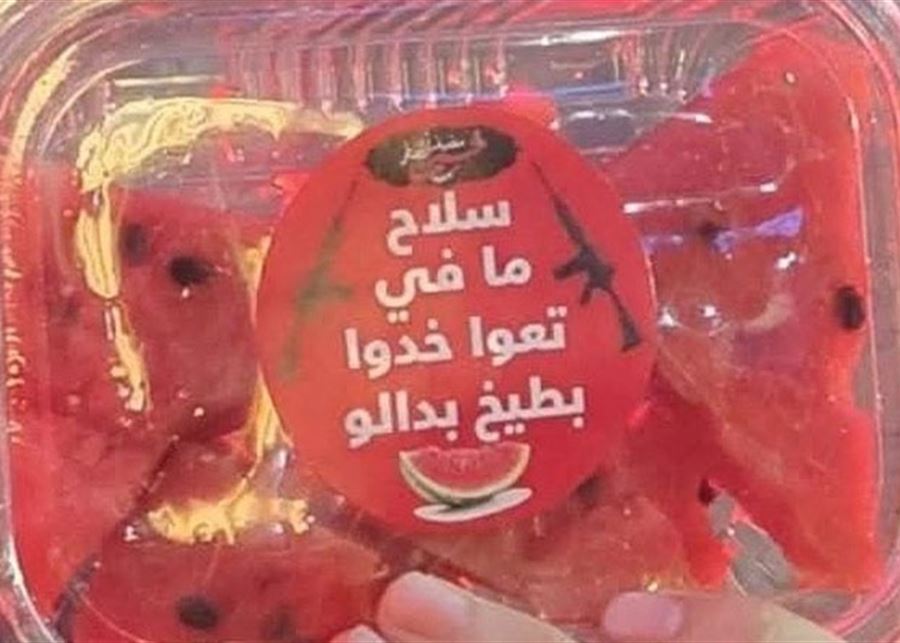 سلاح
ما في
تعوا خدوا
بطيخ بدالو